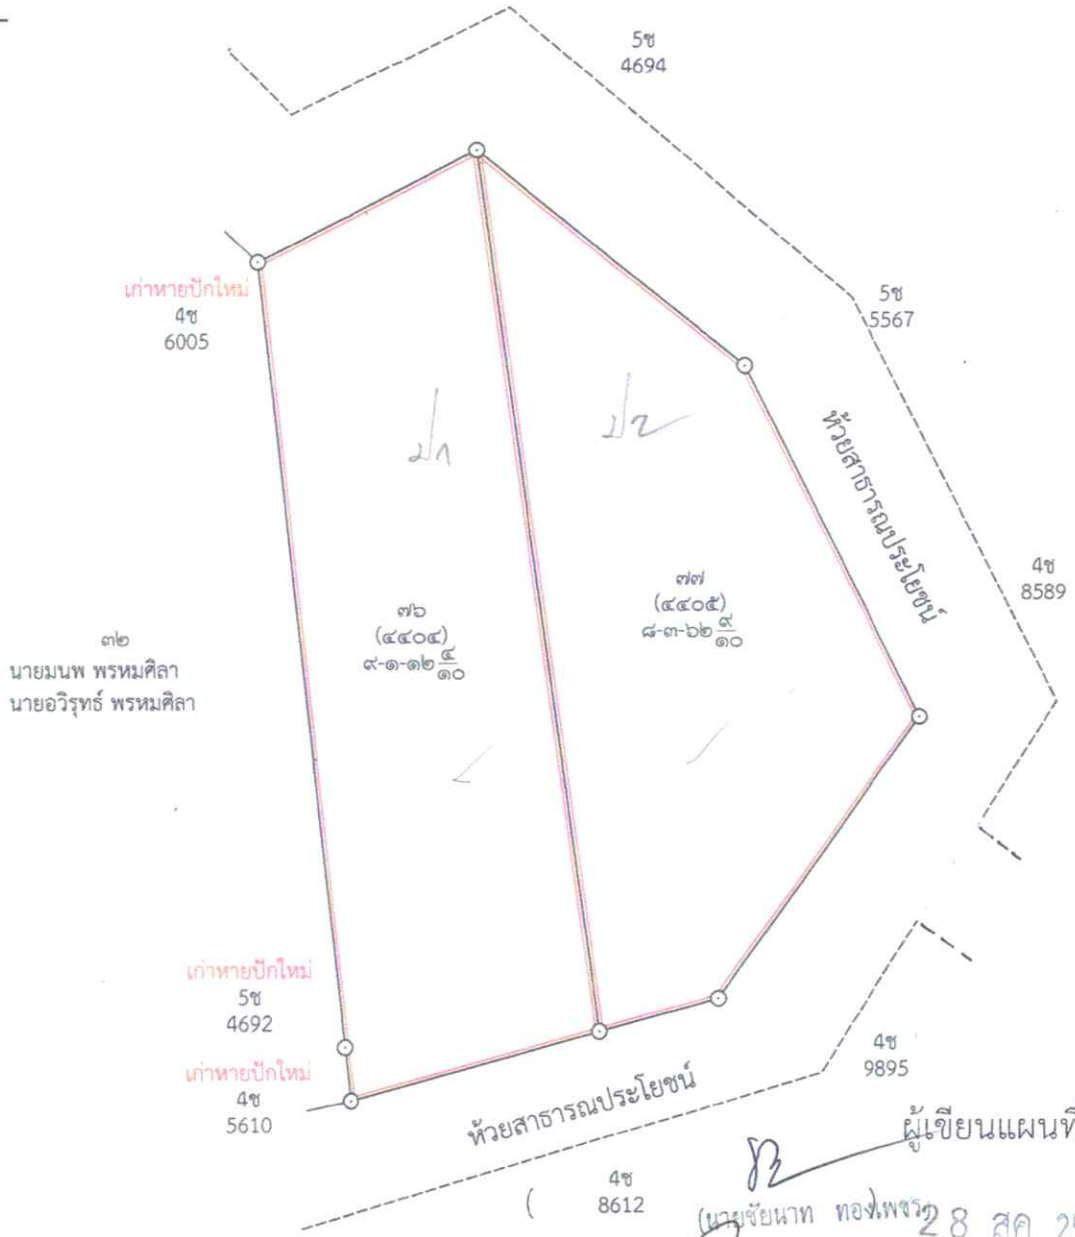 5ช
4694
5ช
5567
เก่าหายปักใหม่
4ช
6005
ป๑
ป๒
ห้วยสาธารณประโยชน์
4ช
8589
๗๖
(๔๔๐๔)
๙-๑-๑๒ ๔/๑๐
๗๗
(๔๔๐๕)
๘-๓-๖๒ ๙/๑๐
๓๒
นายมนพ พรหมศิลา
นายอวิรุทธ์ พรหมศิลา
เก่าหายปักใหม่
5ช
4692
เก่าหายปักใหม่
4ช
5610
4ช
9895
ห้วยสาธารณประโยชน์
ผู้เขียนแผนที่
4ช
8612
(นายชัยนาท ทองเพชร)
28 สค